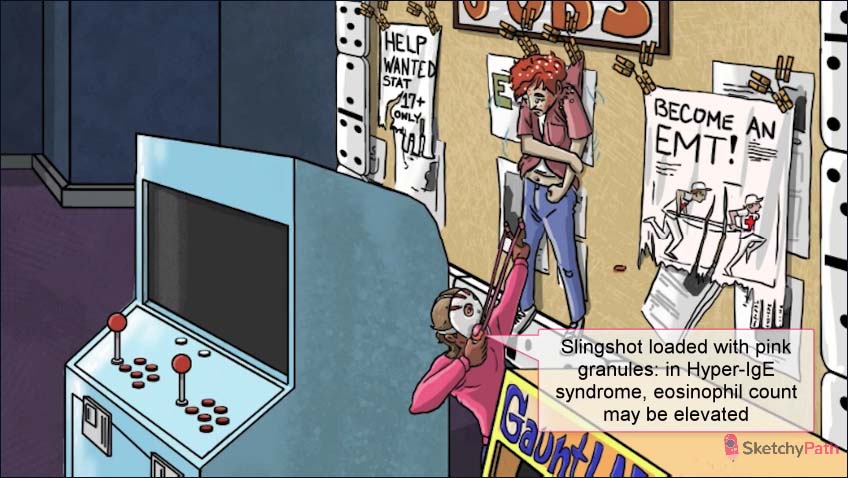 JOBS
HELP
WANTED
STAT
17+
ONLY
E
BECOME AN
EMT!
Slingshot loaded with pink
granules: in Hyper-IgE
syndrome, eosinophil count
may be elevated
SketchyPath